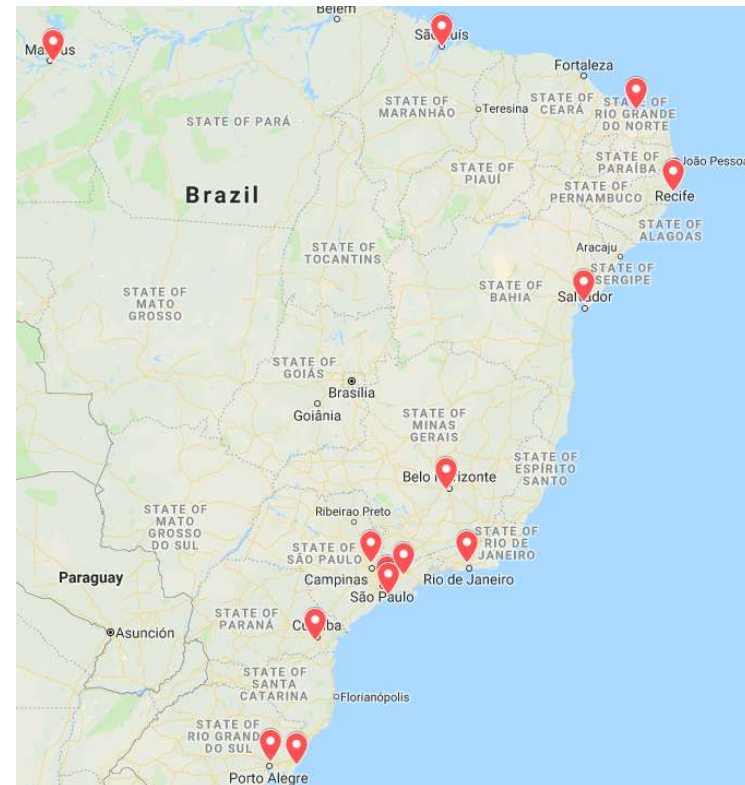 Belém
São Luís
Fortaleza
STATE OF
MARANHÃO
Teresina
STATE OF
CEARÁ
STATE OF
RIO GRANDE
DO NORTE
STATE OF PARÁ
STATE OF
PARAÍBA
João Pessoa
STATE OF
PIAUÍ
STATE OF
PERNAMBUCO
Recife
Brazil
STATE OF
ALAGOAS
STATE OF
TOCANTINS
Aracaju
STATE OF
SERGIPE
STATE OF
MATO
GROSSO
STATE OF
BAHIA
Salvador
STATE OF
GOIÁS
Brasília
Goiânia
STATE OF
MINAS
GERAIS
STATE OF
ESPÍRITO
SANTO
Belo Horizonte
STATE OF
MATO
GROSSO
DO SUL
Ribeirao Preto
STATE OF
RIO DE
JANEIRO
STATE OF
SÃO PAULO
Campinas
Rio de Janeiro
São Paulo
Paraguay
Asunción
STATE OF
PARANÁ
STATE OF
SANTA
CATARINA
Florianópolis
STATE OF
RIO GRANDE
DO SUL
Porto Alegre